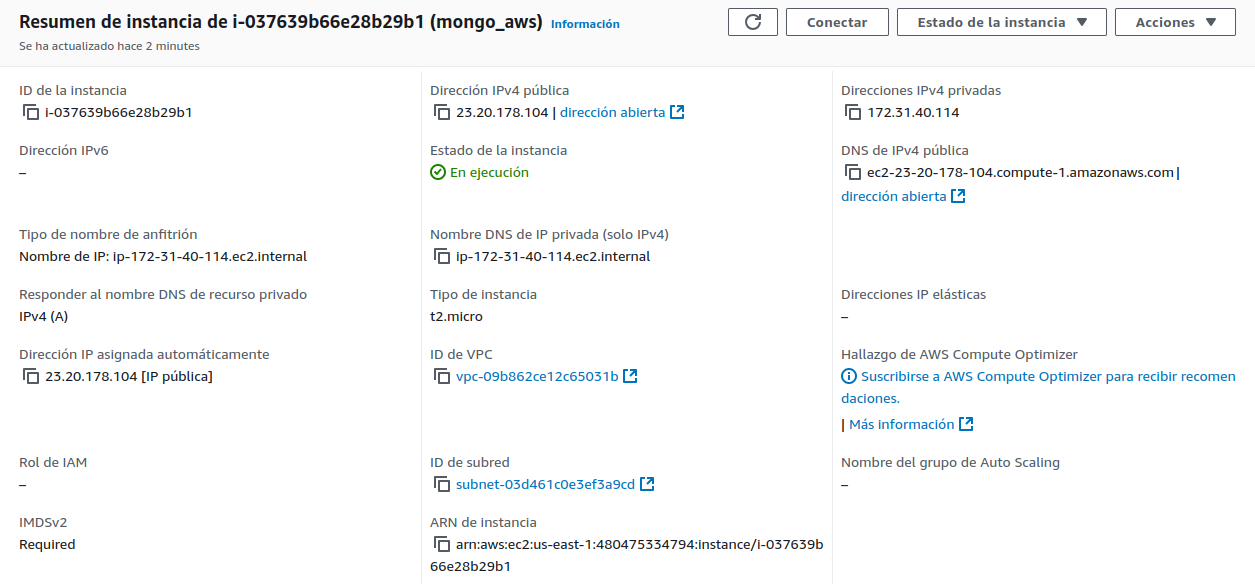 Resumen de instancia de i-037639b66e28b29b1 (mongo_aws) Información
Se ha actualizado hace 2 minutes
Conectar
Estado de la instancia
Acciones
ID de la instancia
i-037639b66e28b29b1
Dirección IPv4 pública
23.20.178.104 | dirección abierta
Direcciones IPv4 privadas
172.31.40.114
Dirección IPv6
–
Estado de la instancia
En ejecución
DNS de IPv4 pública
ec2-23-20-178-104.compute-1.amazonaws.com |
dirección abierta
Tipo de nombre de anfitrión
Nombre de IP: ip-172-31-40-114.ec2.internal
Nombre DNS de IP privada (solo IPv4)
ip-172-31-40-114.ec2.internal
Responder al nombre DNS de recurso privado
IPv4 (A)
Tipo de instancia
t2.micro
Direcciones IP elásticas
–
Dirección IP asignada automáticamente
23.20.178.104 [IP pública]
ID de VPC
vpc-09b862ce12c65031b
Hallazgo de AWS Compute Optimizer
Suscribirse a AWS Compute Optimizer para recibir recomen
daciones.
| Más información
Rol de IAM
–
ID de subred
subnet-03d461c0e3ef3a9cd
Nombre del grupo de Auto Scaling
–
IMDSv2
Required
ARN de instancia
arn:aws:ec2:us-east-1:480475334794:instance/i-037639b
66e28b29b1